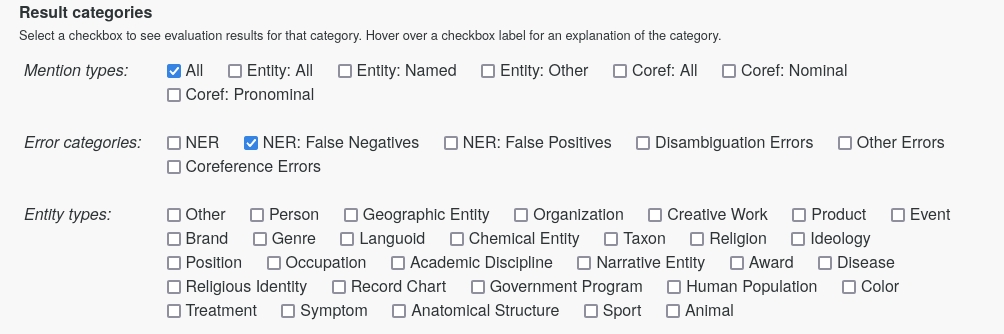 Result categories
Select a checkbox to see evaluation results for that category. Hover over a checkbox label for an explanation of the category.
Mention types: All Entity: All Entity: Named Entity: Other Coref: All Coref: Nominal
Coref: Pronominal
Error categories: NER NER: False Negatives NER: False Positives Disambiguation Errors Other Errors
Coreference Errors
Entity types: Other Person Geographic Entity Organization Creative Work Product Event
Brand Genre Languoid Chemical Entity Taxon Religion Ideology
Position Occupation Academic Discipline Narrative Entity Award Disease
Religious Identity Record Chart Government Program Human Population Color
Treatment Symptom Anatomical Structure Sport Animal